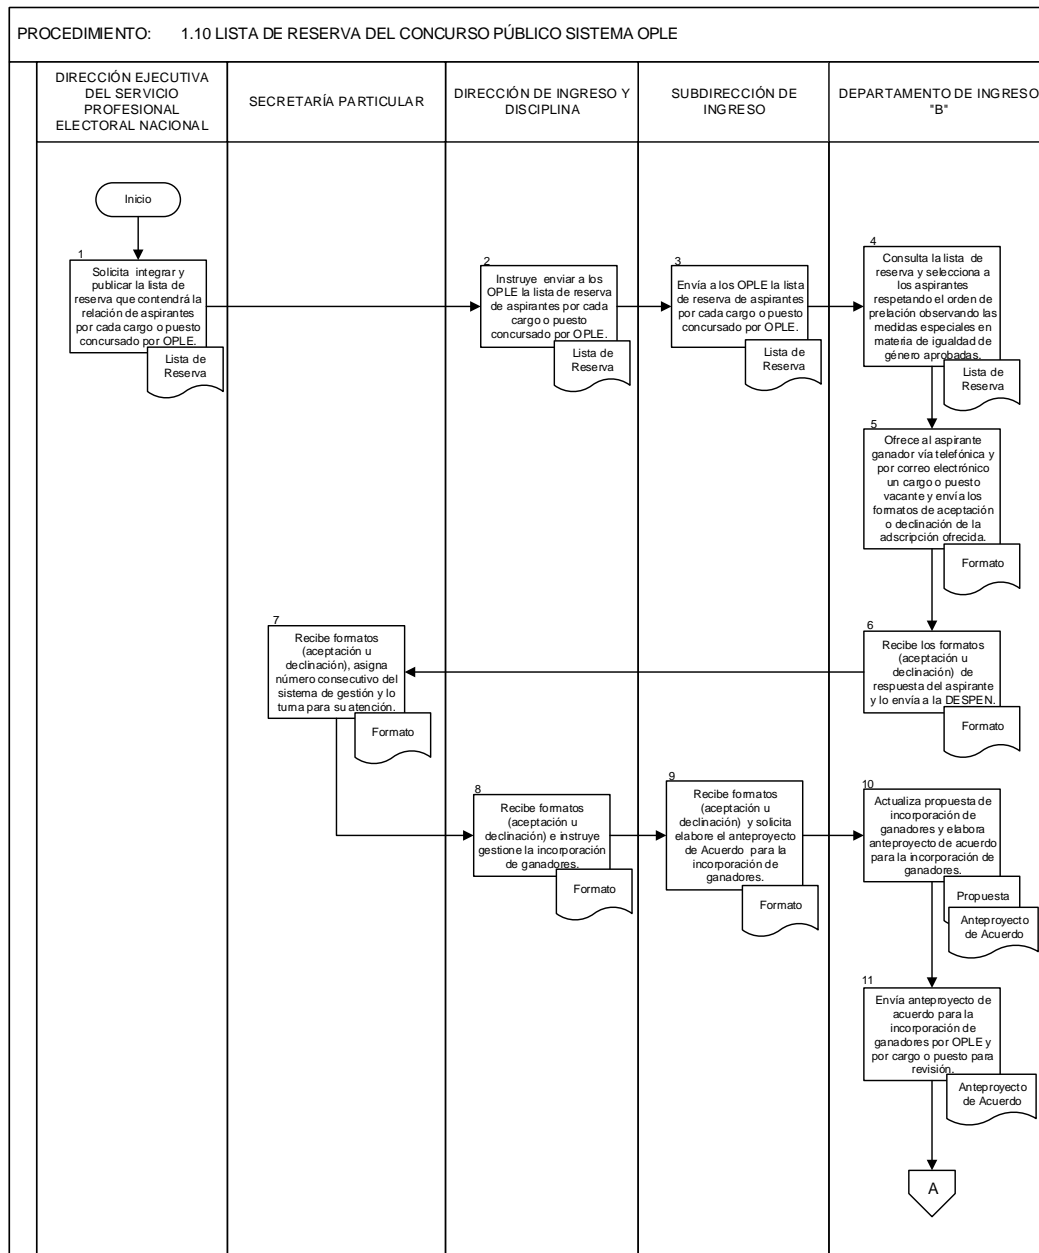 PROCEDIMIENTO: 1.10 LISTA DE RESERVA DEL CONCURSO PÚBLICO SISTEMA OPLE
DIRECCIÓN EJECUTIVA
DEL SERVICIO
PROFESIONAL
ELECTORAL NACIONAL
SECRETARÍA PARTICULAR
DIRECCIÓN DE INGRESO Y
DISCIPLINA
SUBDIRECCIÓN DE
INGRESO
DEPARTAMENTO DE INGRESO
"B"
Inicio
1
Solicita integrar y
publicar la lista de
reserva que contendrá la
relación de aspirantes
por cada cargo o puesto
concursado por OPLE.
Lista de
Reserva
2
Instruye enviar a los
OPLE la lista de reserva
de aspirantes por cada
cargo o puesto
concursado por OPLE.
Lista de
Reserva
3
Envía a los OPLE la lista
de reserva de aspirantes
por cada cargo o puesto
concursado por OPLE.
Lista de
Reserva
4
Consulta la lista de
reserva y selecciona a
los aspirantes
respetando el orden de
prelación observando las
medidas especiales en
materia de igualdad de
género aprobadas.
Lista de
Reserva
5
Ofrece al aspirante
ganador vía telefónica y
por correo electrónico
un cargo o puesto
vacante y envía los
formatos de aceptación
o declinación de la
adscripción ofrecida.
Formato
6
Recibe los formatos
(aceptación u
declinación) de
respuesta del aspirante
y lo envía a la DESPEN.
Formato
7
Recibe formatos
(aceptación u
declinación), asigna
número consecutivo del
sistema de gestión y lo
turna para su atención.
Formato
8
Recibe formatos
(aceptación u
declinación) e instruye
gestione la incorporación
de ganadores.
Formato
9
Recibe formatos
(aceptación u
declinación) y solicita
elabore el anteproyecto
de Acuerdo para la
incorporación de
ganadores.
Formato
10
Actualiza propuesta de
incorporación de
ganadores y elabora
anteproyecto de acuerdo
para la incorporación de
ganadores.
Propuesta
Anteproyecto
de Acuerdo
11
Envía anteproyecto de
acuerdo para la
incorporación de
ganadores por OPLE y
por cargo o puesto para
revisión.
Anteproyecto
de Acuerdo
A